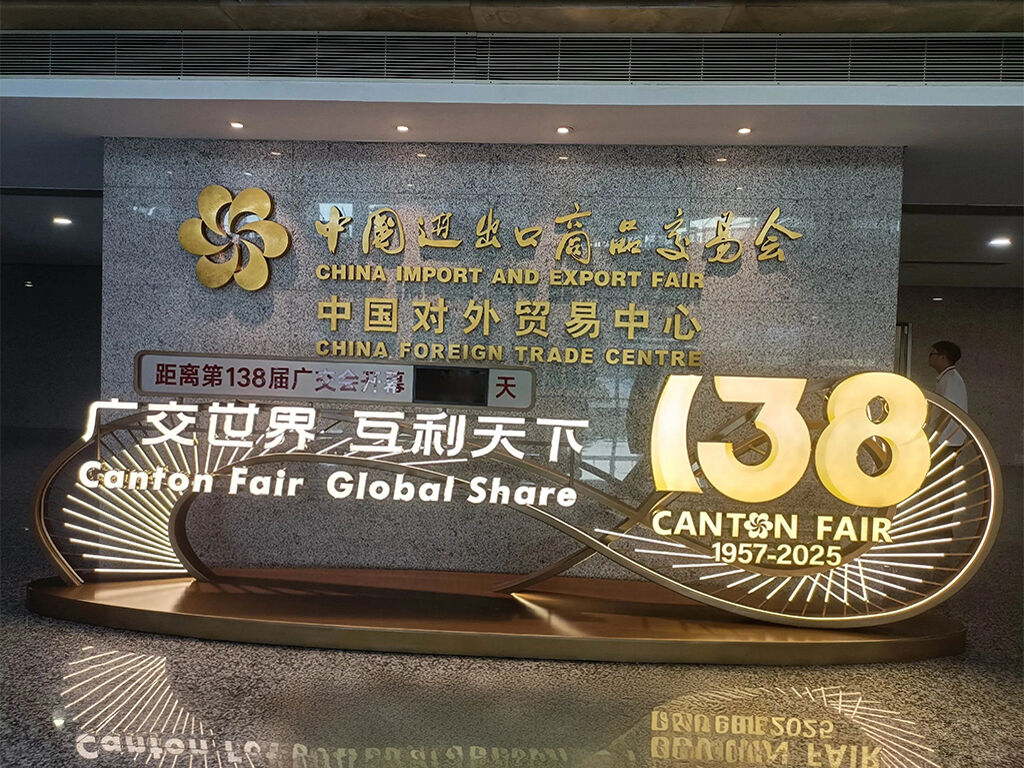 中国进出口商品交易会
CHINA IMPORT AND EXPORT FAIR
中国对外贸易中心
CHINA FOREIGN TRADE CENTRE
距离第138届广交会开幕 天
广交世界 互利天下
Canton Fair Global Share
138
CANTON FAIR
1957-2025